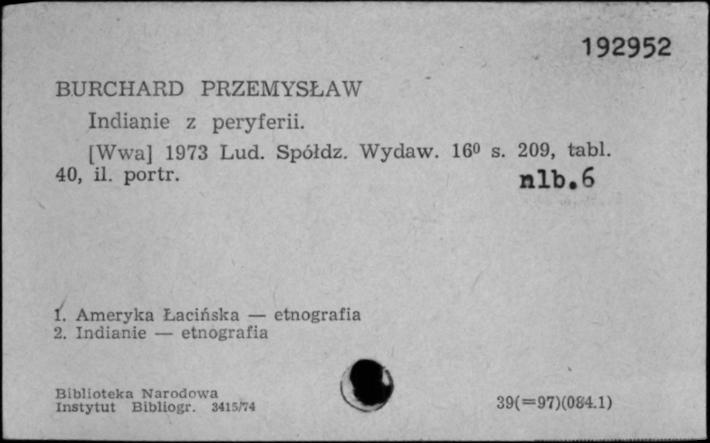 192952
BURCHARD PRZEMYSŁAW
Indianie z peryferii.
[Wwa] 1973 Lud. Spółdz. Wydaw. 16⁰ s. 209, tabl.
40, il. portr.
nlb.6
1. Ameryka Łacińska — etnografia
2. Indianie — etnografia
Biblioteka Narodowa
Instytut Bibliogr. 3415/74
39(=97)(084.1)